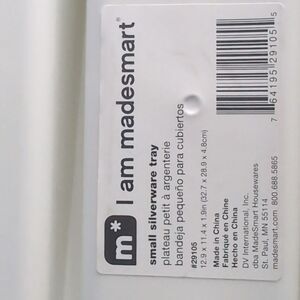 m* I am madesmart®
small silverware tray
plateau petit à argenterie
bandeja pequeño para cubiertos
#29105
12.9 x 11.4 x 1.9in (32.7 x 28.9 x 4.8cm)
Made in China
Fabriqué en Chine
Hecho en China
DV International, Inc.
dba MadeSmart Housewares
St. Paul, MN 55114
madesmart.com 800.688.5865
7 64195 29105 5